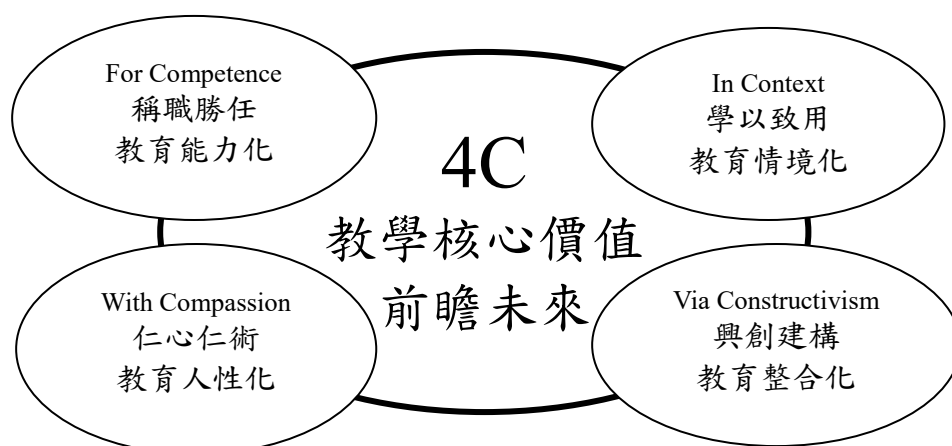 For Competence
稱職勝任
教育能力化
In Context
學以致用
教育情境化
4C
教學核心價值
前瞻未來
With Compassion
仁心仁術
教育人性化
Via Constructivism
興創建構
教育整合化